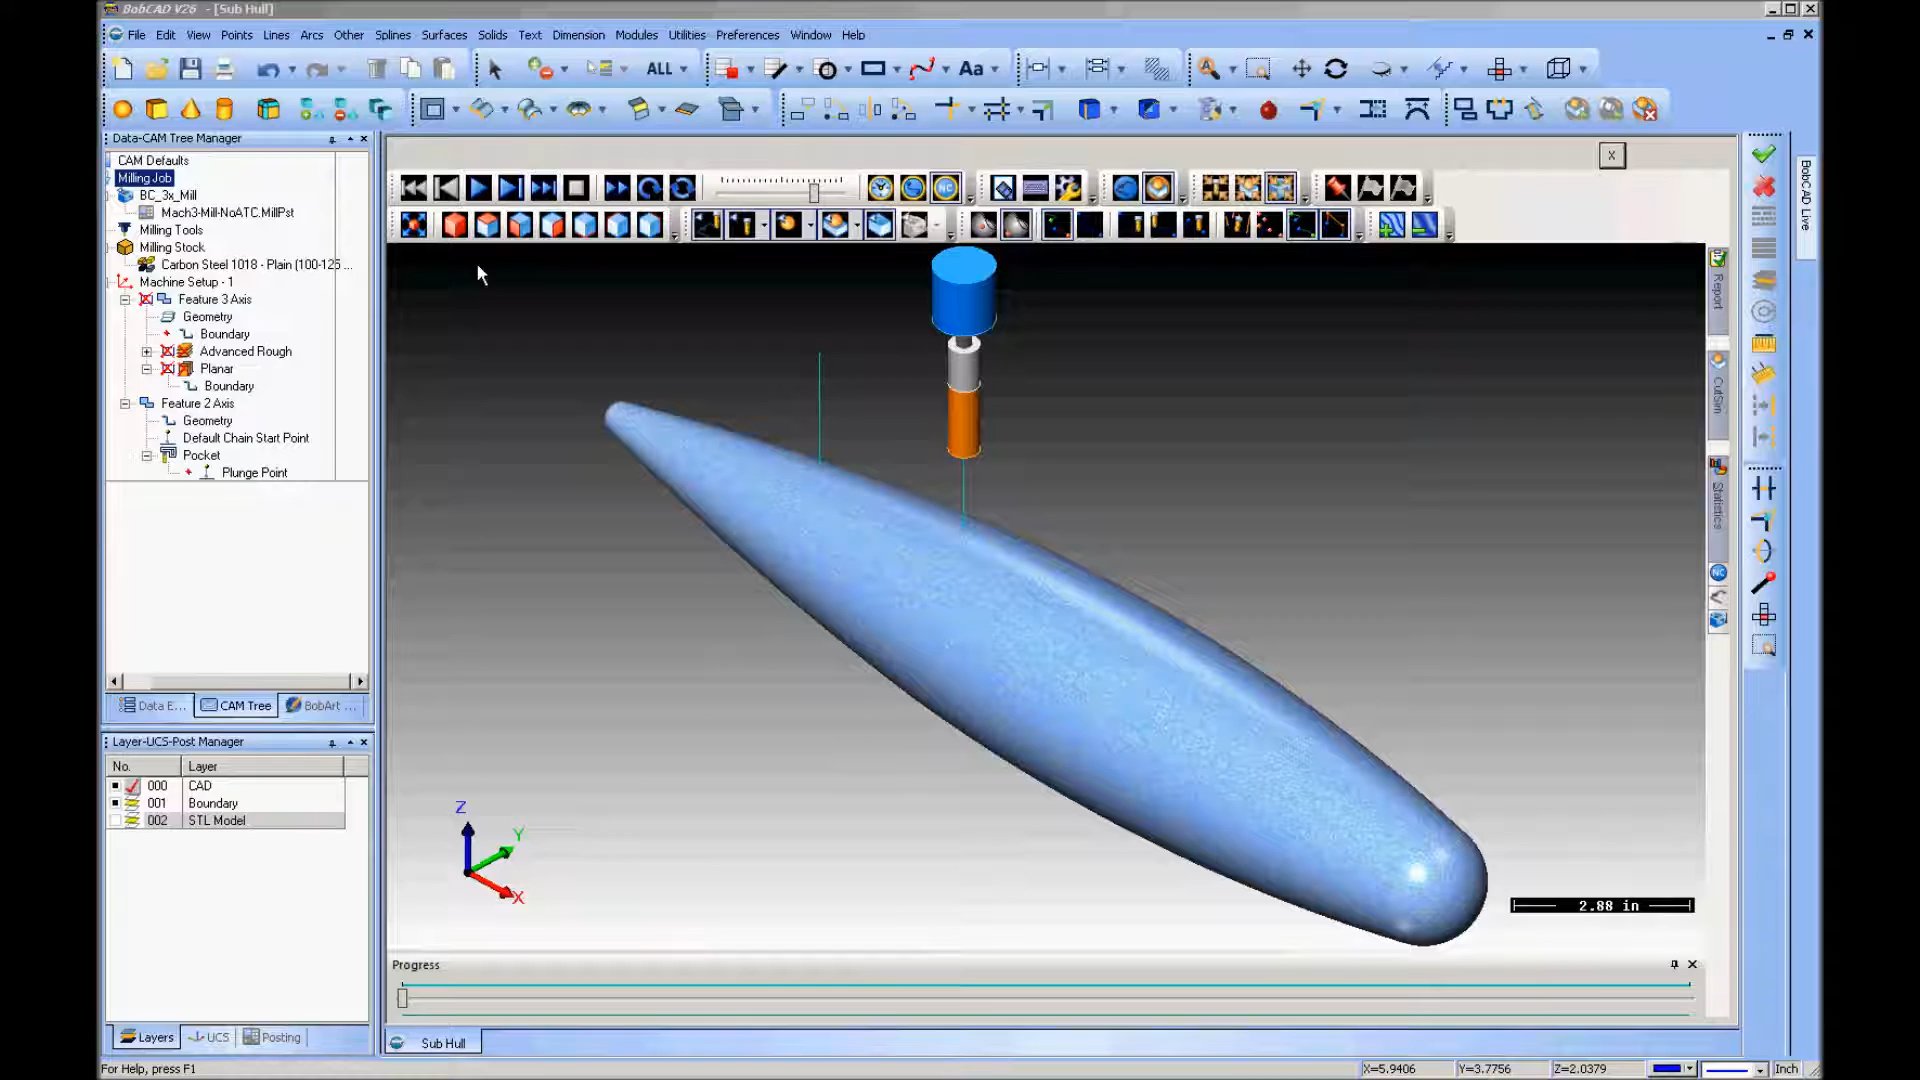 BobCAD V26 - [Sub Hull]
File Edit View Points Lines Arcs Other Splines Surfaces Solids Text Dimension Modules Utilities Preferences Window Help
ALL Aa
Data-CAM Tree Manager
CAM Defaults
Milling Job
BC_3x_Mill
Mach3-Mill-NoATC.MillPst
Milling Tools
Milling Stock
Carbon Steel 1018 - Plain (100-125 ...
Machine Setup - 1
Feature 3 Axis
Geometry
Boundary
Advanced Rough
Planar
Boundary
Feature 2 Axis
Geometry
Default Chain Start Point
Pocket
Plunge Point
Data E... CAM Tree BobArt ...
Layer-UCS-Post Manager
No. Layer
000 CAD
001 Boundary
002 STL Model
Layers UCS Posting
X
NC
Z
Y
X
2.88 in
Progress
Report
CutSim
Statistics
NC
BobCAD Live
Sub Hull
For Help, press F1
X=5.9406 Y=3.7756 Z=2.0379 Inch